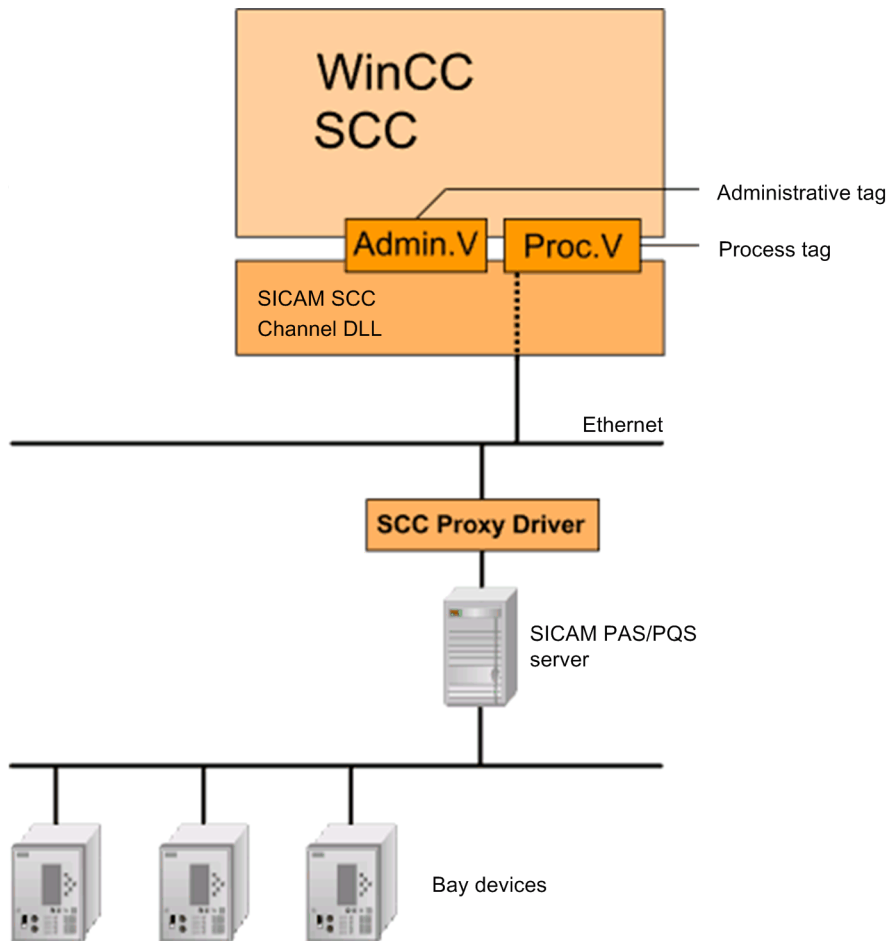 WinCC
SCC
Administrative tag
Admin.V
Proc.V
Process tag
SICAM SCC
Channel DLL
Ethernet
SCC Proxy Driver
SICAM PAS/PQS
server
Bay devices